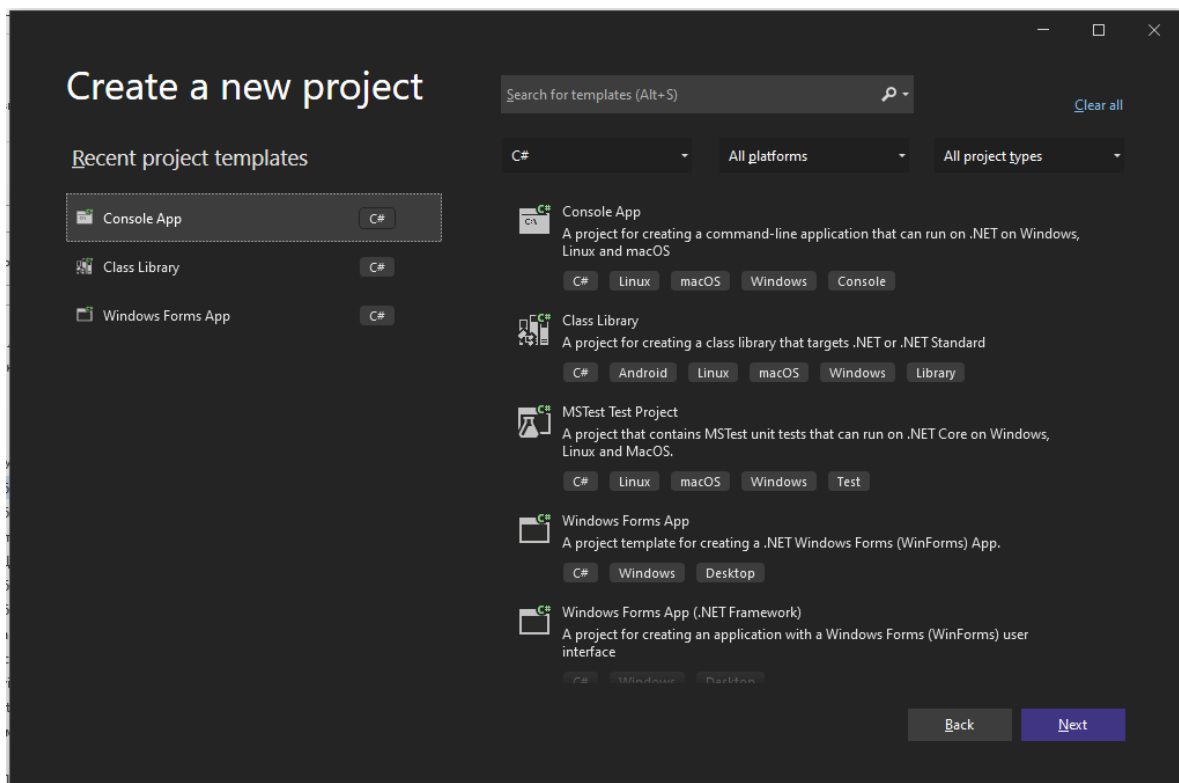 Create a new project
Recent project templates
Console App C#
Class Library C#
Windows Forms App C#
Search for templates (Alt+S)
Clear all
C# All platforms All project types
C#
C:\
Console App
A project for creating a command-line application that can run on .NET on Windows,
Linux and macOS
C# Linux macOS Windows Console
C#
Class Library
A project for creating a class library that targets .NET or .NET Standard
C# Android Linux macOS Windows Library
C#
MSTest Test Project
A project that contains MSTest unit tests that can run on .NET Core on Windows,
Linux and MacOS.
C# Linux macOS Windows Test
C#
Windows Forms App
A project template for creating a .NET Windows Forms (WinForms) App.
C# Windows Desktop
C#
Windows Forms App (.NET Framework)
A project for creating an application with a Windows Forms (WinForms) user
interface
C# Windows Desktop
Back Next